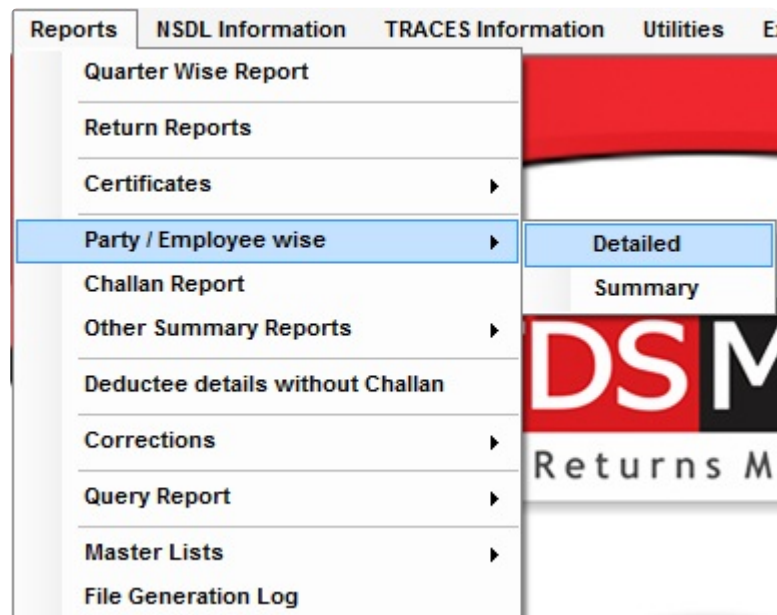 Reports NSDL Information TRACES Information Utilities
Quarter Wise Report
Return Reports
Certificates
Party / Employee wise
Detailed
Challan Report
Summary
Other Summary Reports
Deductee details without Challan
Corrections
Query Report
Master Lists
File Generation Log
DSM
Returns M